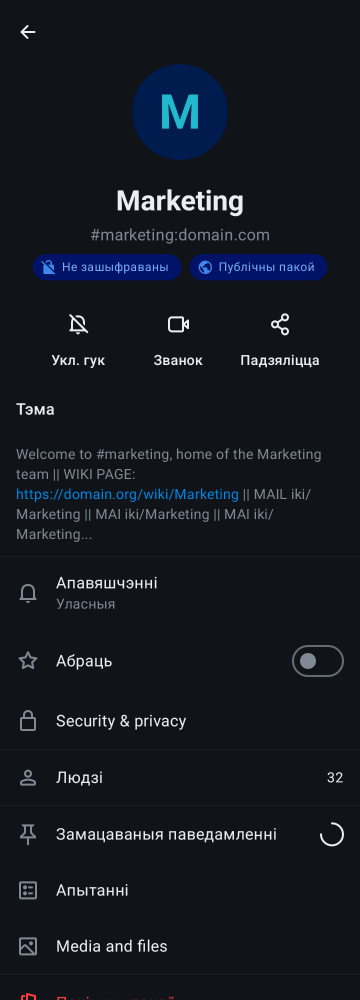 M
Marketing
#marketing:domain.com
Не зашыфраваны
Публічны пакой
Укл. гук
Званок
Падзяліцца
Тэма
Welcome to #marketing, home of the Marketing
team || WIKI PAGE:
https://domain.org/wiki/Marketing || MAIL iki/
Marketing || MAI iki/Marketing || MAI iki/
Marketing...
Апавяшчэнні
Уласныя
Абраць
Security & privacy
Людзі 32
Замацаваныя паведамленні
Апытанні
Media and files